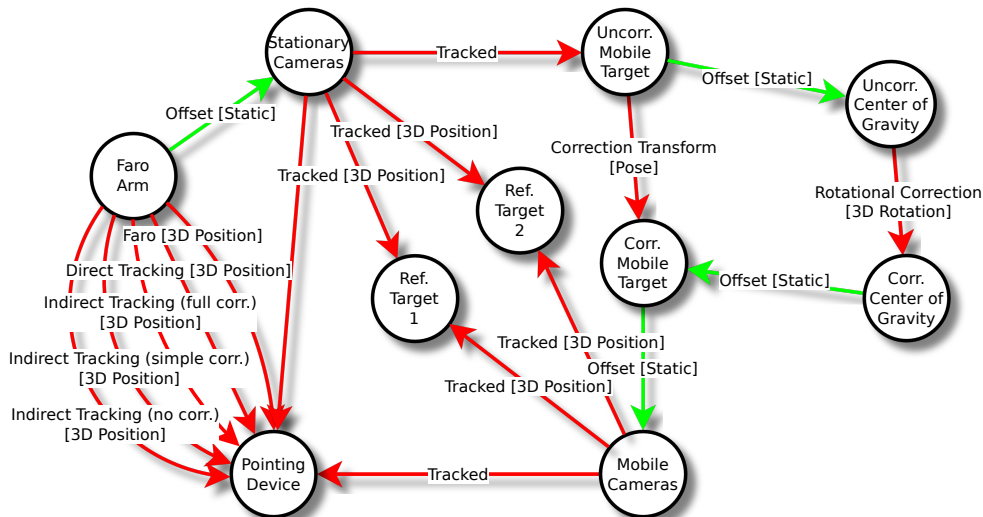 Stationary
Cameras
Tracked
Uncorr.
Mobile
Target
Offset [Static]
Uncorr.
Center of
Gravity
Offset [Static]
Tracked [3D Position]
Tracked [3D Position]
Correction Transform
[Pose]
Faro
Arm
Rotational Correction
[3D Rotation]
Ref.
Target
2
Faro [3D Position]
Corr.
Mobile
Target
Direct Tracking [3D Position]
Offset [Static]
Ref.
Target
1
Corr.
Center of
Gravity
Indirect Tracking (full corr.)
[3D Position]
Tracked [3D Position]
Indirect Tracking (simple corr.)
[3D Position]
Offset [Static]
Tracked [3D Position]
Indirect Tracking (no corr.)
[3D Position]
Pointing
Device
Tracked
Mobile
Cameras